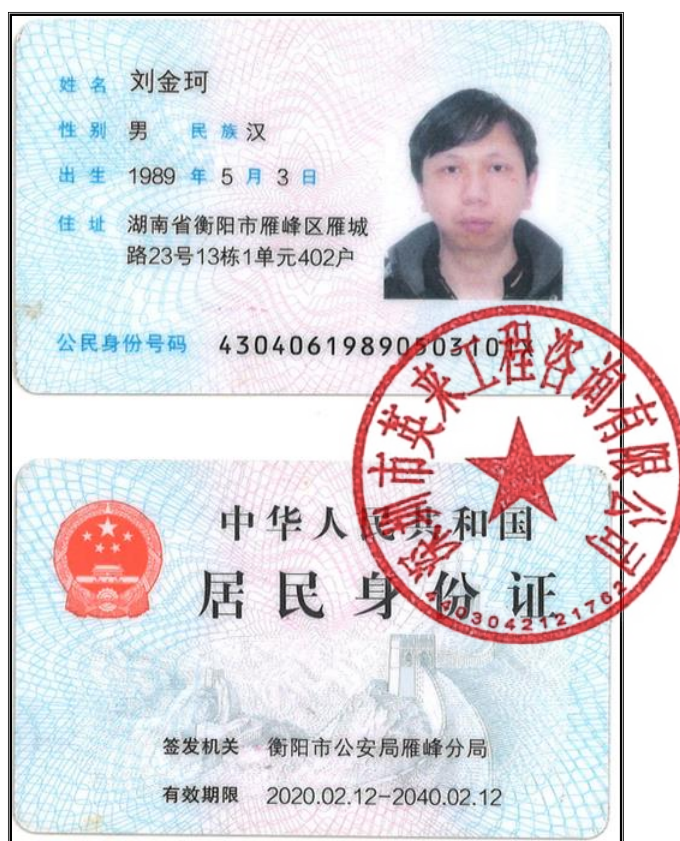 姓名 刘金珂
性别 男 民族 汉
出生 1989 年 5 月 3 日
住址 湖南省衡阳市雁峰区雁城
路23号13栋1单元402户
公民身份号码
深圳市英来工程咨询有限公司
4403042121762
中华人民共和国
居民身份证
签发机关 衡阳市公安局雁峰分局
有效期限 2020.02.12-2040.02.12